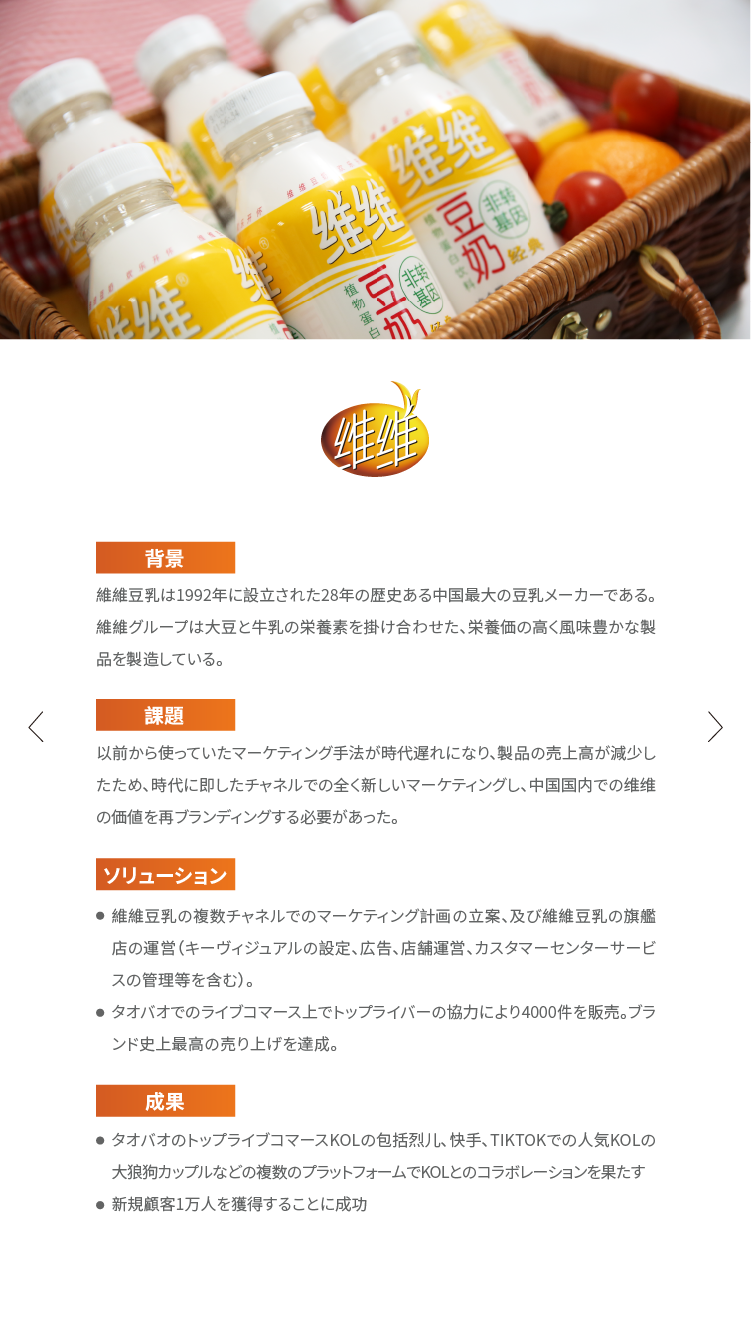 维维
豆奶
经典
非转
基因
植物蛋白饮料
维维
豆奶
非转
基因
植物蛋白
维维
维维
背景
維維豆乳は1992年に設立された28年の歴史ある中国最大の豆乳メーカーである。
維維グループは大豆と牛乳の栄養素を掛け合わせた、栄養価の高く風味豊かな製
品を製造している。
課題
以前から使っていたマーケティング手法が時代遅れになり、製品の売上高が減少し
たため、時代に即したチャネルでの全く新しいマーケティングし、中国国内での维维
の価値を再ブランディングする必要があった。
ソリューション
● 維維豆乳の複数チャネルでのマーケティング計画の立案、及び維維豆乳の旗艦
店の運営（キーヴィジュアルの設定、広告、店舗運営、カスタマーセンターサービ
スの管理等を含む）。
● タオバオでのライブコマース上でトップライバーの協力により4000件を販売。ブラ
ンド史上最高の売り上げを達成。
成果
● タオバオのトップライブコマースKOLの包括烈儿、快手、TIKTOKでの人気KOLの
大狼狗カップルなどの複数のプラットフォームでKOLとのコラボレーションを果たす
● 新規顧客1万人を獲得することに成功